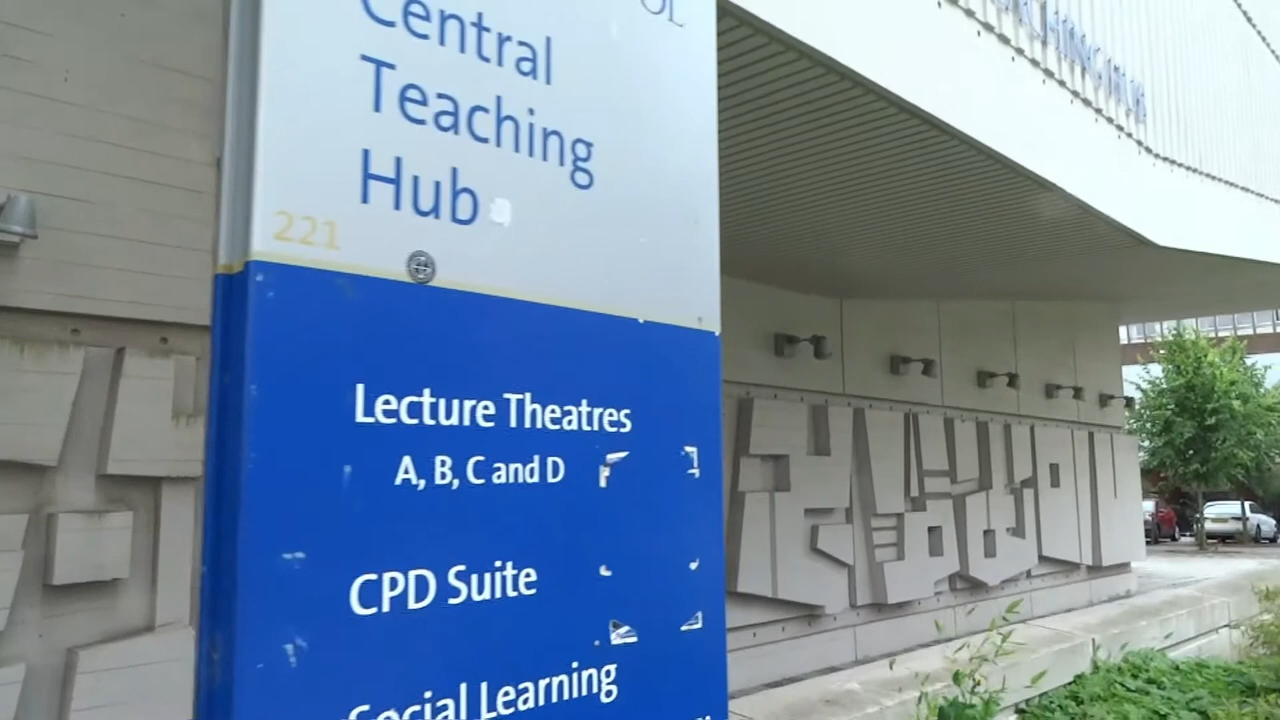 Central
Teaching
Hub
221
Lecture Theatres
A, B, C and D
CPD Suite
Social Learning